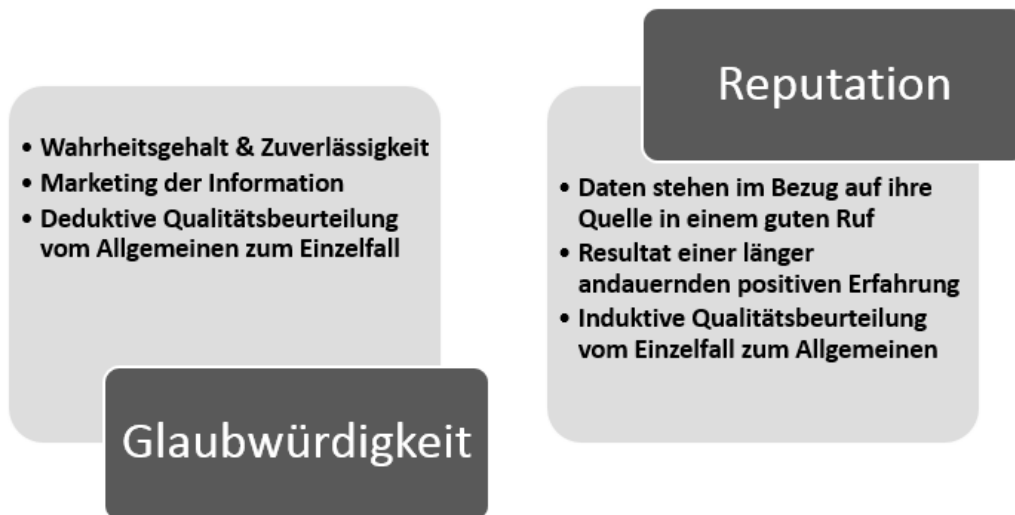 • Wahrheitsgehalt & Zuverlässigkeit
• Marketing der Information
• Deduktive Qualitätsbeurteilung
vom Allgemeinen zum Einzelfall
Glaubwürdigkeit
Reputation
• Daten stehen im Bezug auf ihre
Quelle in einem guten Ruf
• Resultat einer länger
andauernden positiven Erfahrung
• Induktive Qualitätsbeurteilung
vom Einzelfall zum Allgemeinen